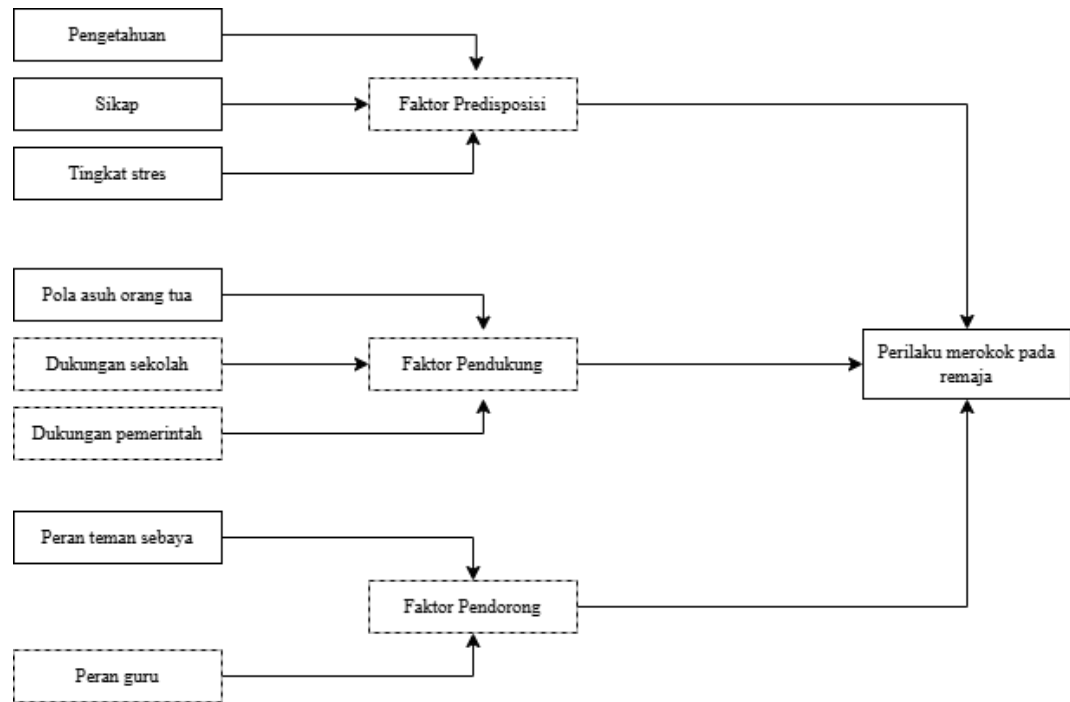 Pengetahuan
Sikap
Faktor Predisposisi
Tingkat stres
Pola asuh orang tua
Dukungan sekolah
Faktor Pendukung
Perilaku merokok pada
remaja
Dukungan pemerintah
Peran teman sebaya
Faktor Pendorong
Peran guru